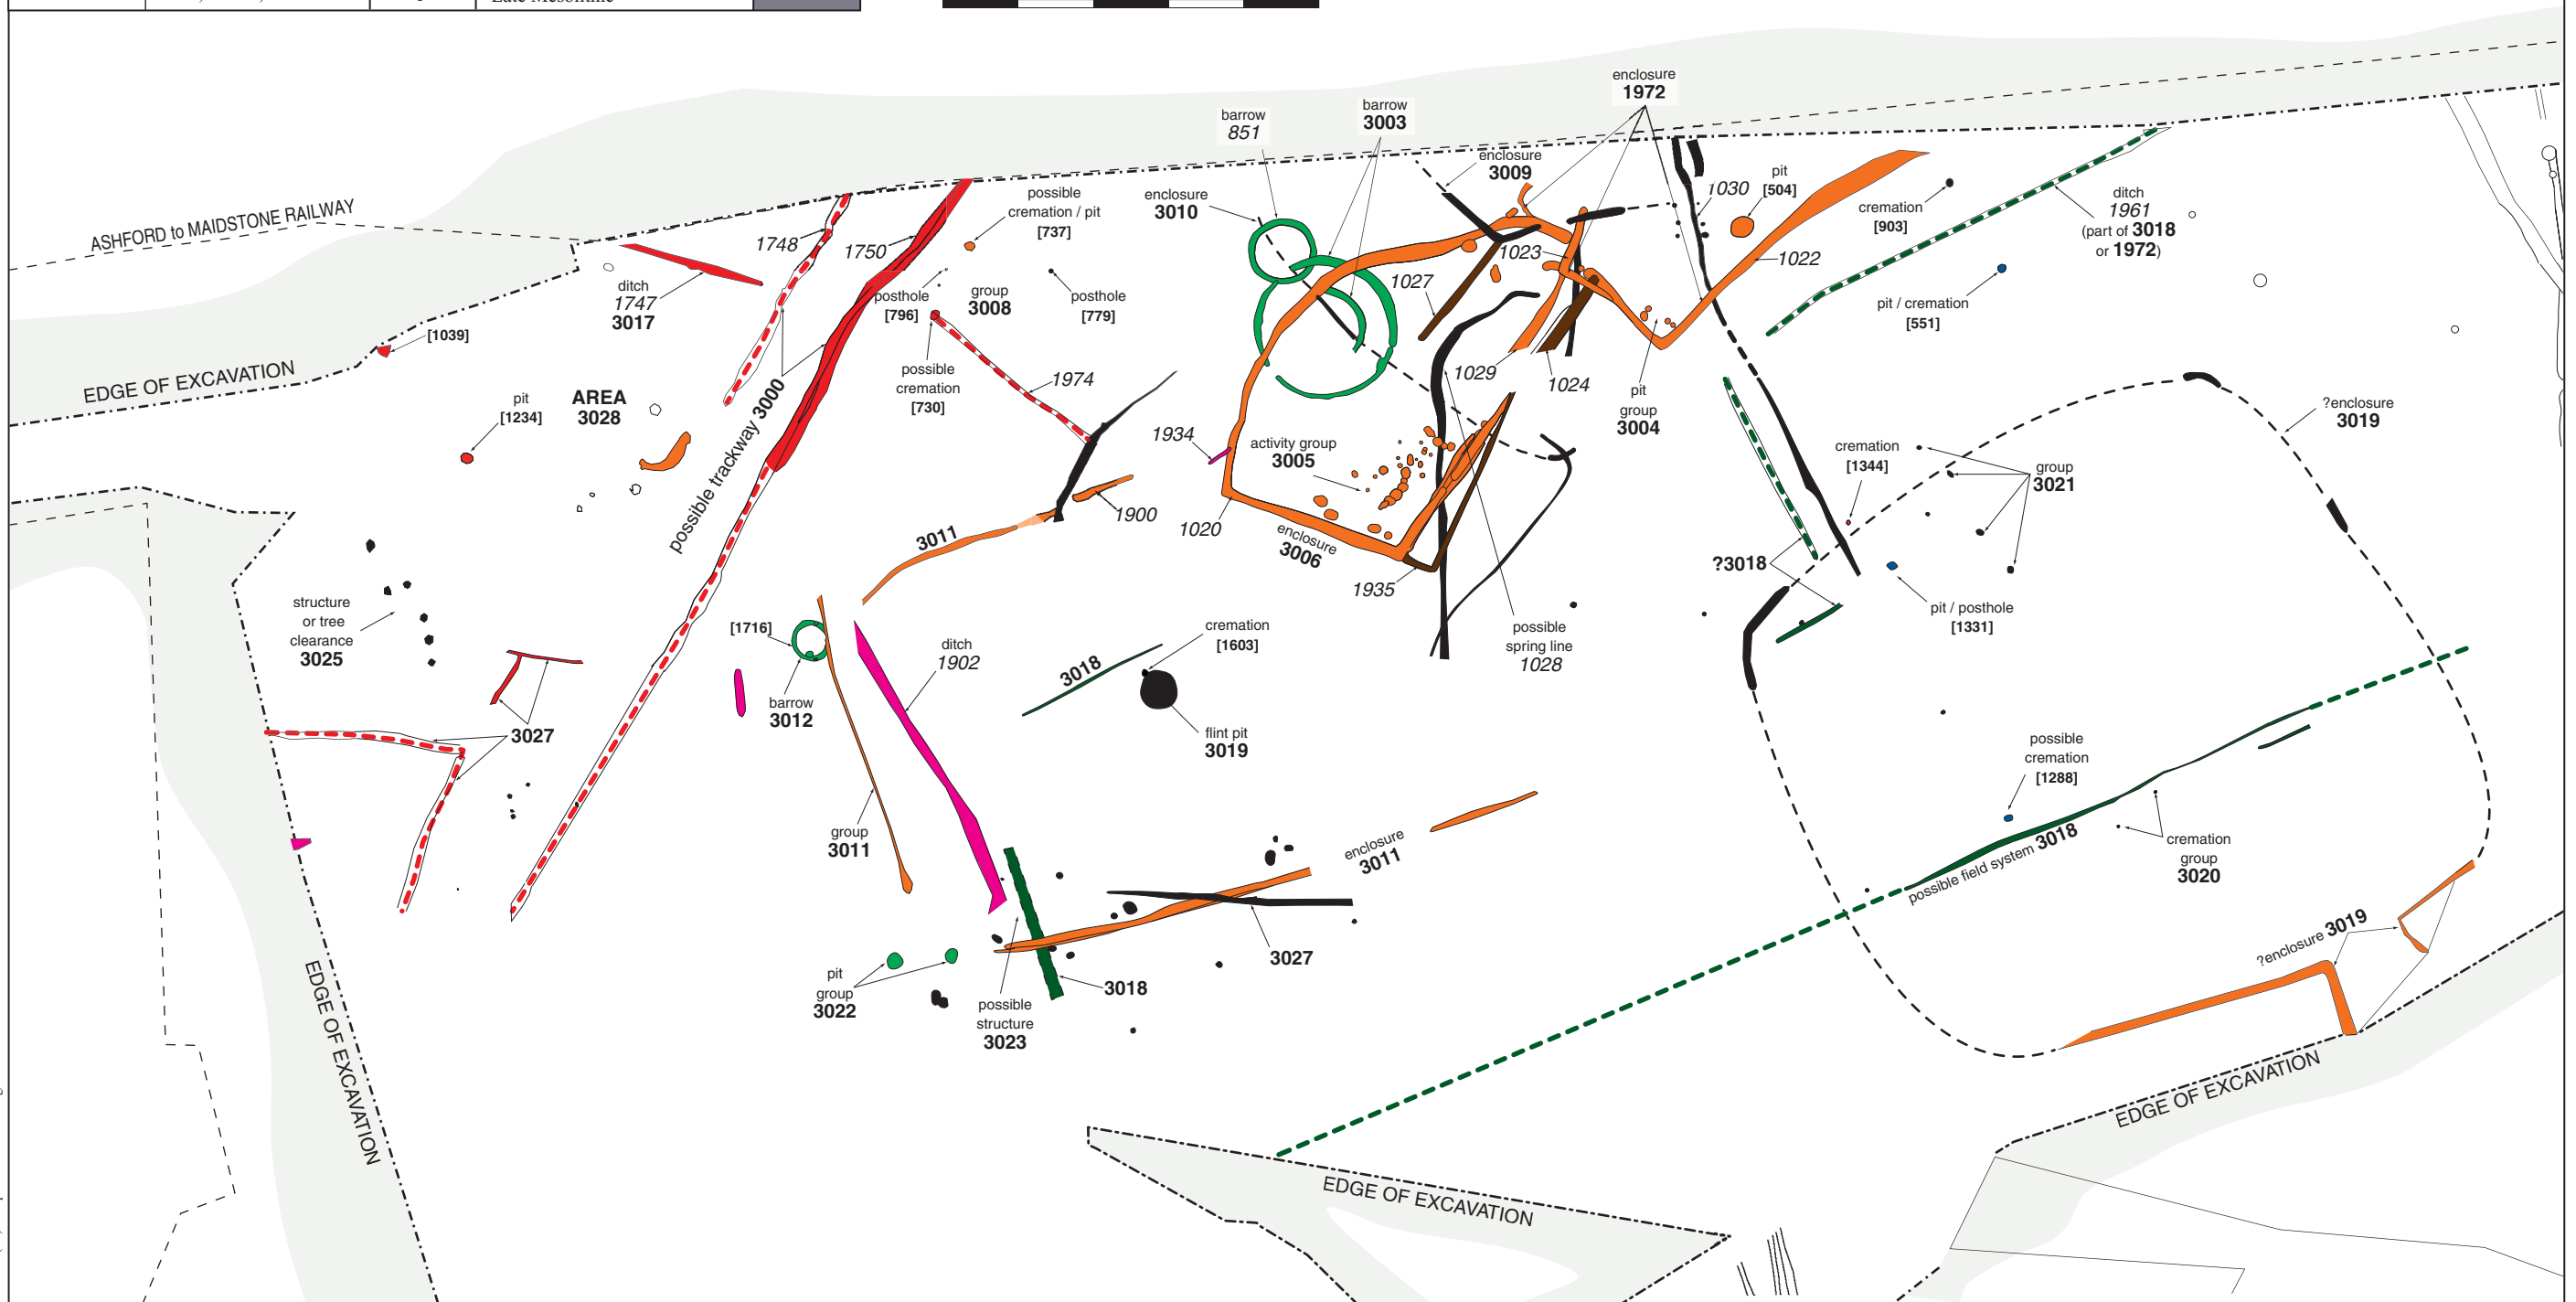 Late Mesolithic
enclosure
1972
barrow
3003
barrow
851
enclosure
3009
pit
[504]
1030
possible
cremation / pit
[737]
enclosure
3010
cremation
[903]
ditch
1961
(part of 3018
or 1972)
ASHFORD to MAIDSTONE RAILWAY
1748
1750
1023
1022
ditch
1747
3017
posthole
[796]
group
3008
posthole
[779]
1027
pit / cremation
[551]
[1039]
EDGE OF EXCAVATION
possible
cremation
[730]
1974
1029
1024
pit
group
3004
pit
[1234]
AREA
3028
possible trackway 3000
?enclosure
3019
1934
activity group
3005
cremation
[1344]
group
3021
1900
1020
3011
enclosure
3006
?3018
1935
structure
or tree
clearance
3025
pit / posthole
[1331]
[1716]
ditch
1902
3018
cremation
[1603]
possible
spring line
1028
barrow
3012
3027
flint pit
3019
possible
cremation
[1288]
group
3011
enclosure
3011
possible field system 3018
cremation
group
3020
?enclosure 3019
3027
pit
group
3022
3018
possible
structure
3023
EDGE OF EXCAVATION
EDGE OF EXCAVATION
EDGE OF EXCAVATION